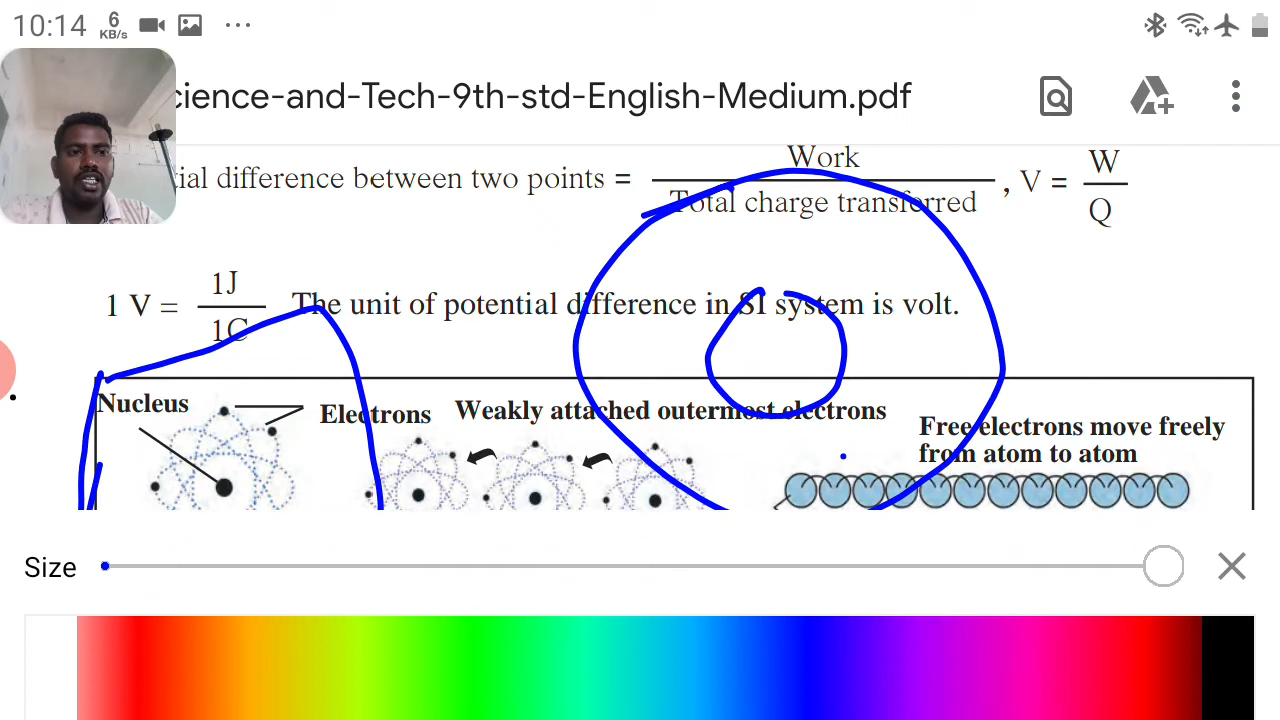 10:14 6 KB/s ...
cience-and-Tech-9th-std-English-Medium.pdf
tial difference between two points = Work / Total charge transferred , V = W / Q
1 V = 1J / 1C The unit of potential difference in SI system is volt.
Nucleus
Electrons
Weakly attached outermost electrons
Free electrons move freely
from atom to atom
Size